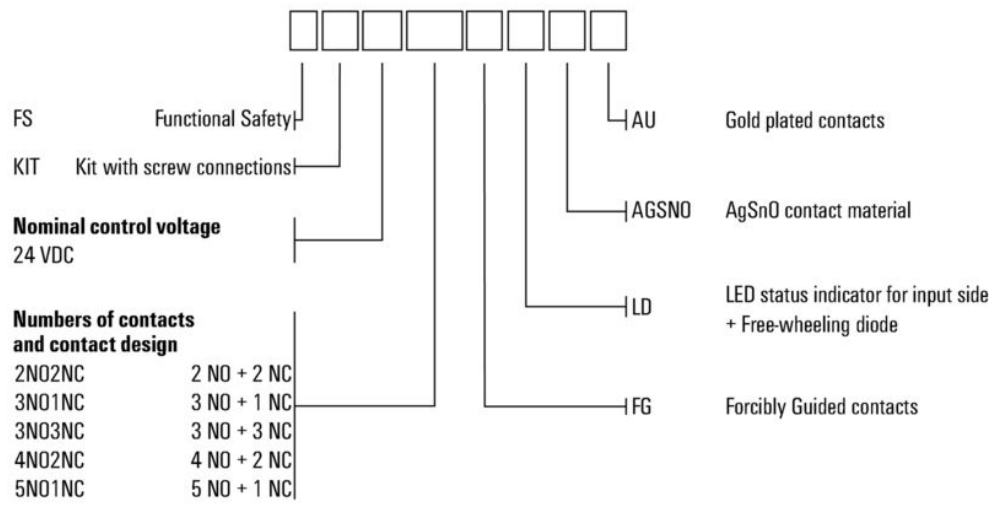 FS Functional Safety
KIT Kit with screw connections
Nominal control voltage
24 VDC
Numbers of contacts
and contact design
2NO2NC 2 NO + 2 NC
3NO1NC 3 NO + 1 NC
3NO3NC 3 NO + 3 NC
4NO2NC 4 NO + 2 NC
5NO1NC 5 NO + 1 NC
AU Gold plated contacts
AGSNO AgSnO contact material
LD LED status indicator for input side
+ Free-wheeling diode
FG Forcibly Guided contacts